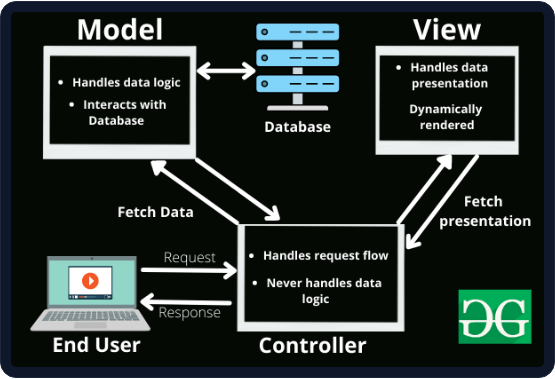 Model
• Handles data logic
• Interacts with
Database
Database
View
• Handles data
presentation
Dynamically
rendered
Fetch Data
Fetch
presentation
Request
Response
• Handles request flow
• Never handles data
logic
End User
Controller
GG